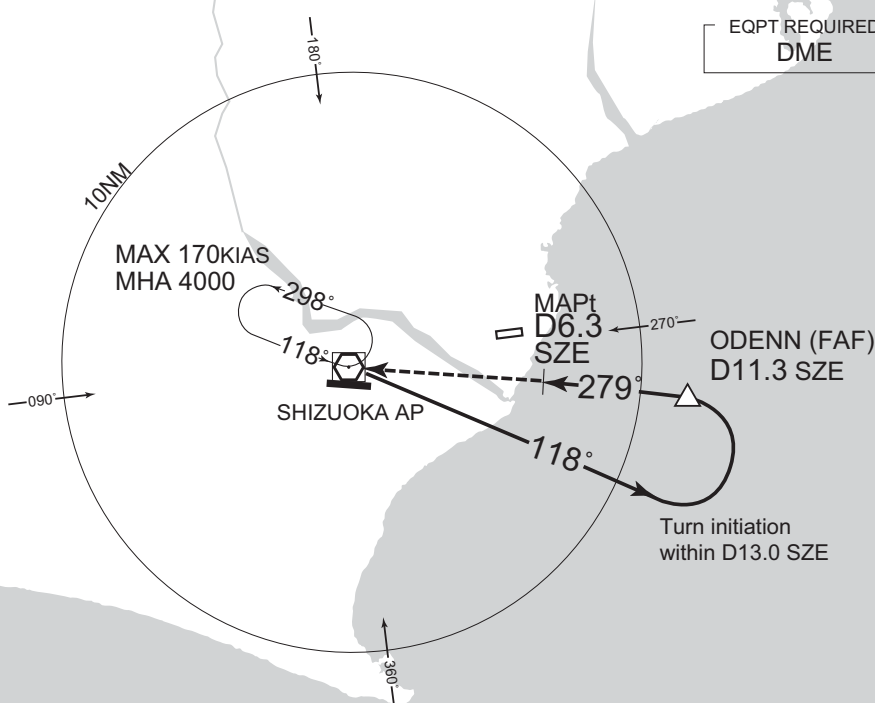 EQPT REQUIRED
DME
180°
10NM
MAX 170KIAS
MHA 4000
298°
118°
MAPt
D6.3
SZE
270°
ODENN (FAF)
D11.3 SZE
279°
090°
SHIZUOKA AP
118°
Turn initiation
within D13.0 SZE
360°